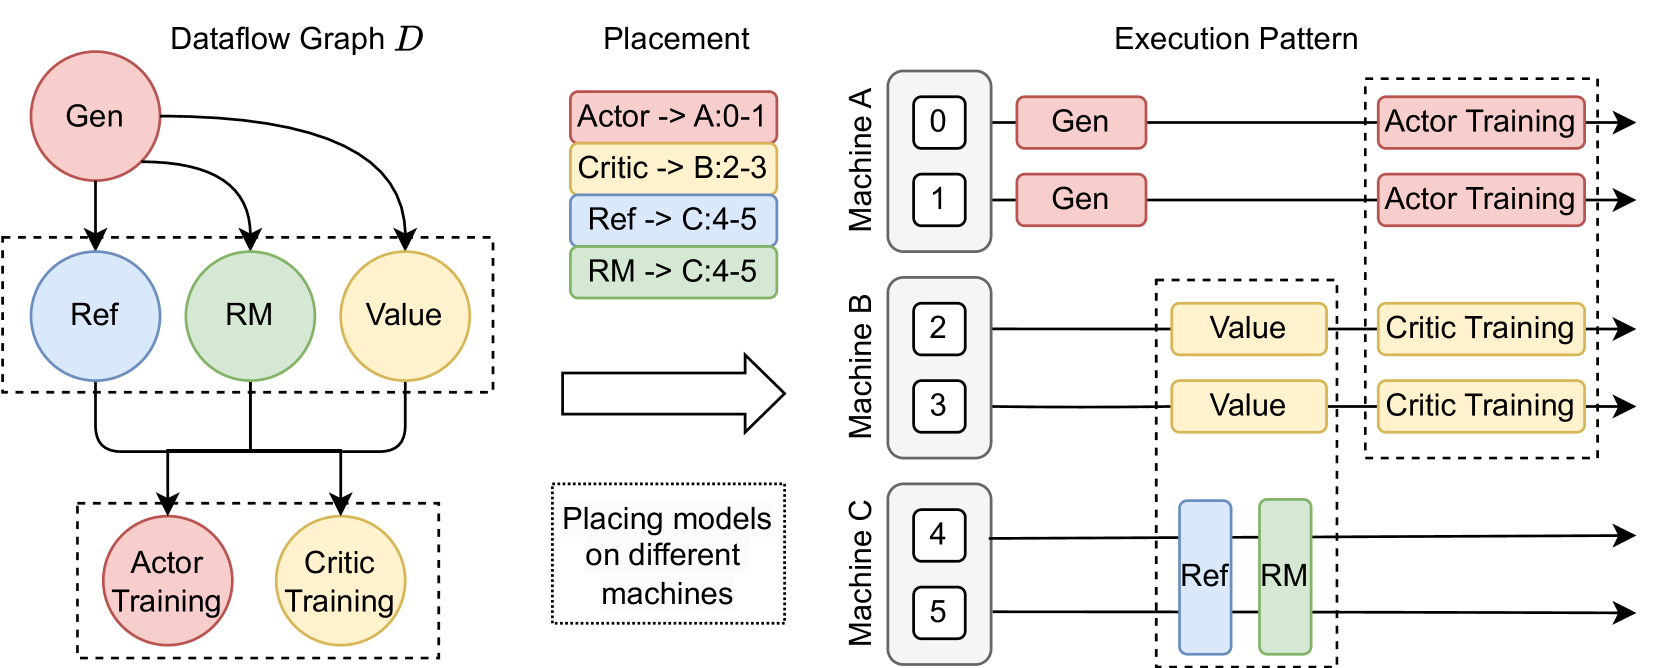 Dataflow Graph D
Gen
Ref
RM
Value
Actor
Training
Critic
Training
Placement
Actor -> A:0-1
Critic -> B:2-3
Ref -> C:4-5
RM -> C:4-5
Placing models
on different
machines
Execution Pattern
Machine A
0
Gen
Actor Training
1
Gen
Actor Training
Machine B
2
Value
Critic Training
3
Value
Critic Training
Machine C
4
5
Ref
RM